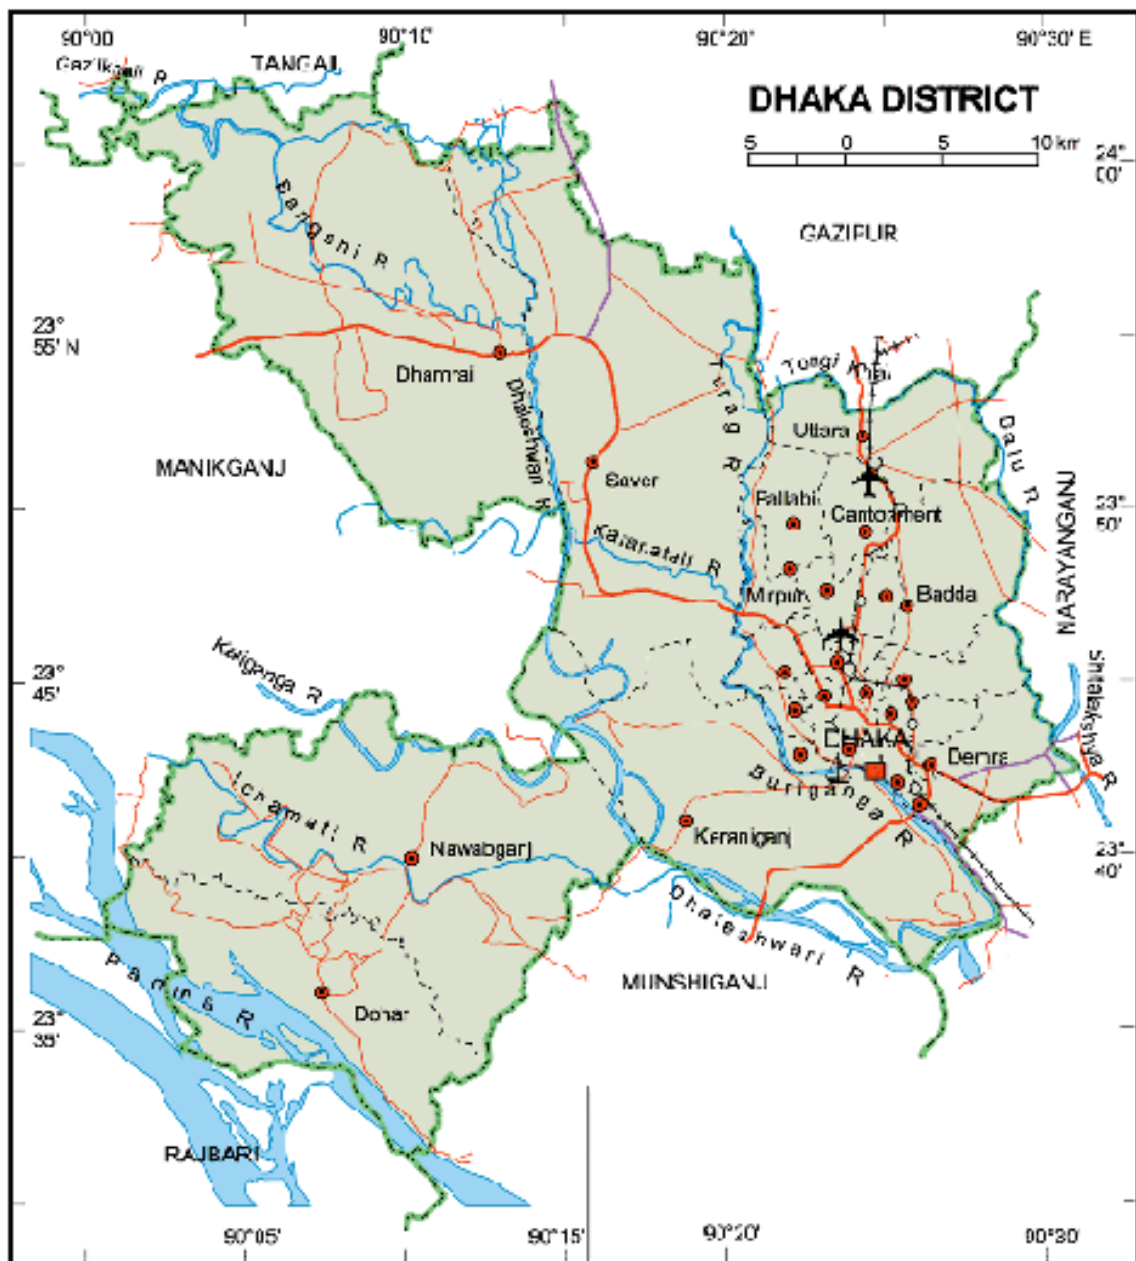 90°00'
90°10'
90°20'
90°30' E
TANGAIL
DHAKA DISTRICT
5 0 5 10 km
24°
00'
GAZIPUR
Bangshi R
23°
55' N
Dhamrai
Dhaleshwari R
Turag R
Tongi Khal
Uttara
Balu R
MANIKGANJ
Savar
Pallabi
Cantonment
23°
50'
Karanatali R
Mirpur
Badda
NARAYANGANJ
Kaliganga R
23°
45'
Shitalakshya R
DHAKA
Demra
Ichamati R
Buriganga R
Nawabganj
Keraniganj
23°
40'
Dhaleshwari R
MUNSHIGANJ
Padma R
Dohar
23°
35'
RAJBARI
90°05'
90°15'
90°20'
90°30'